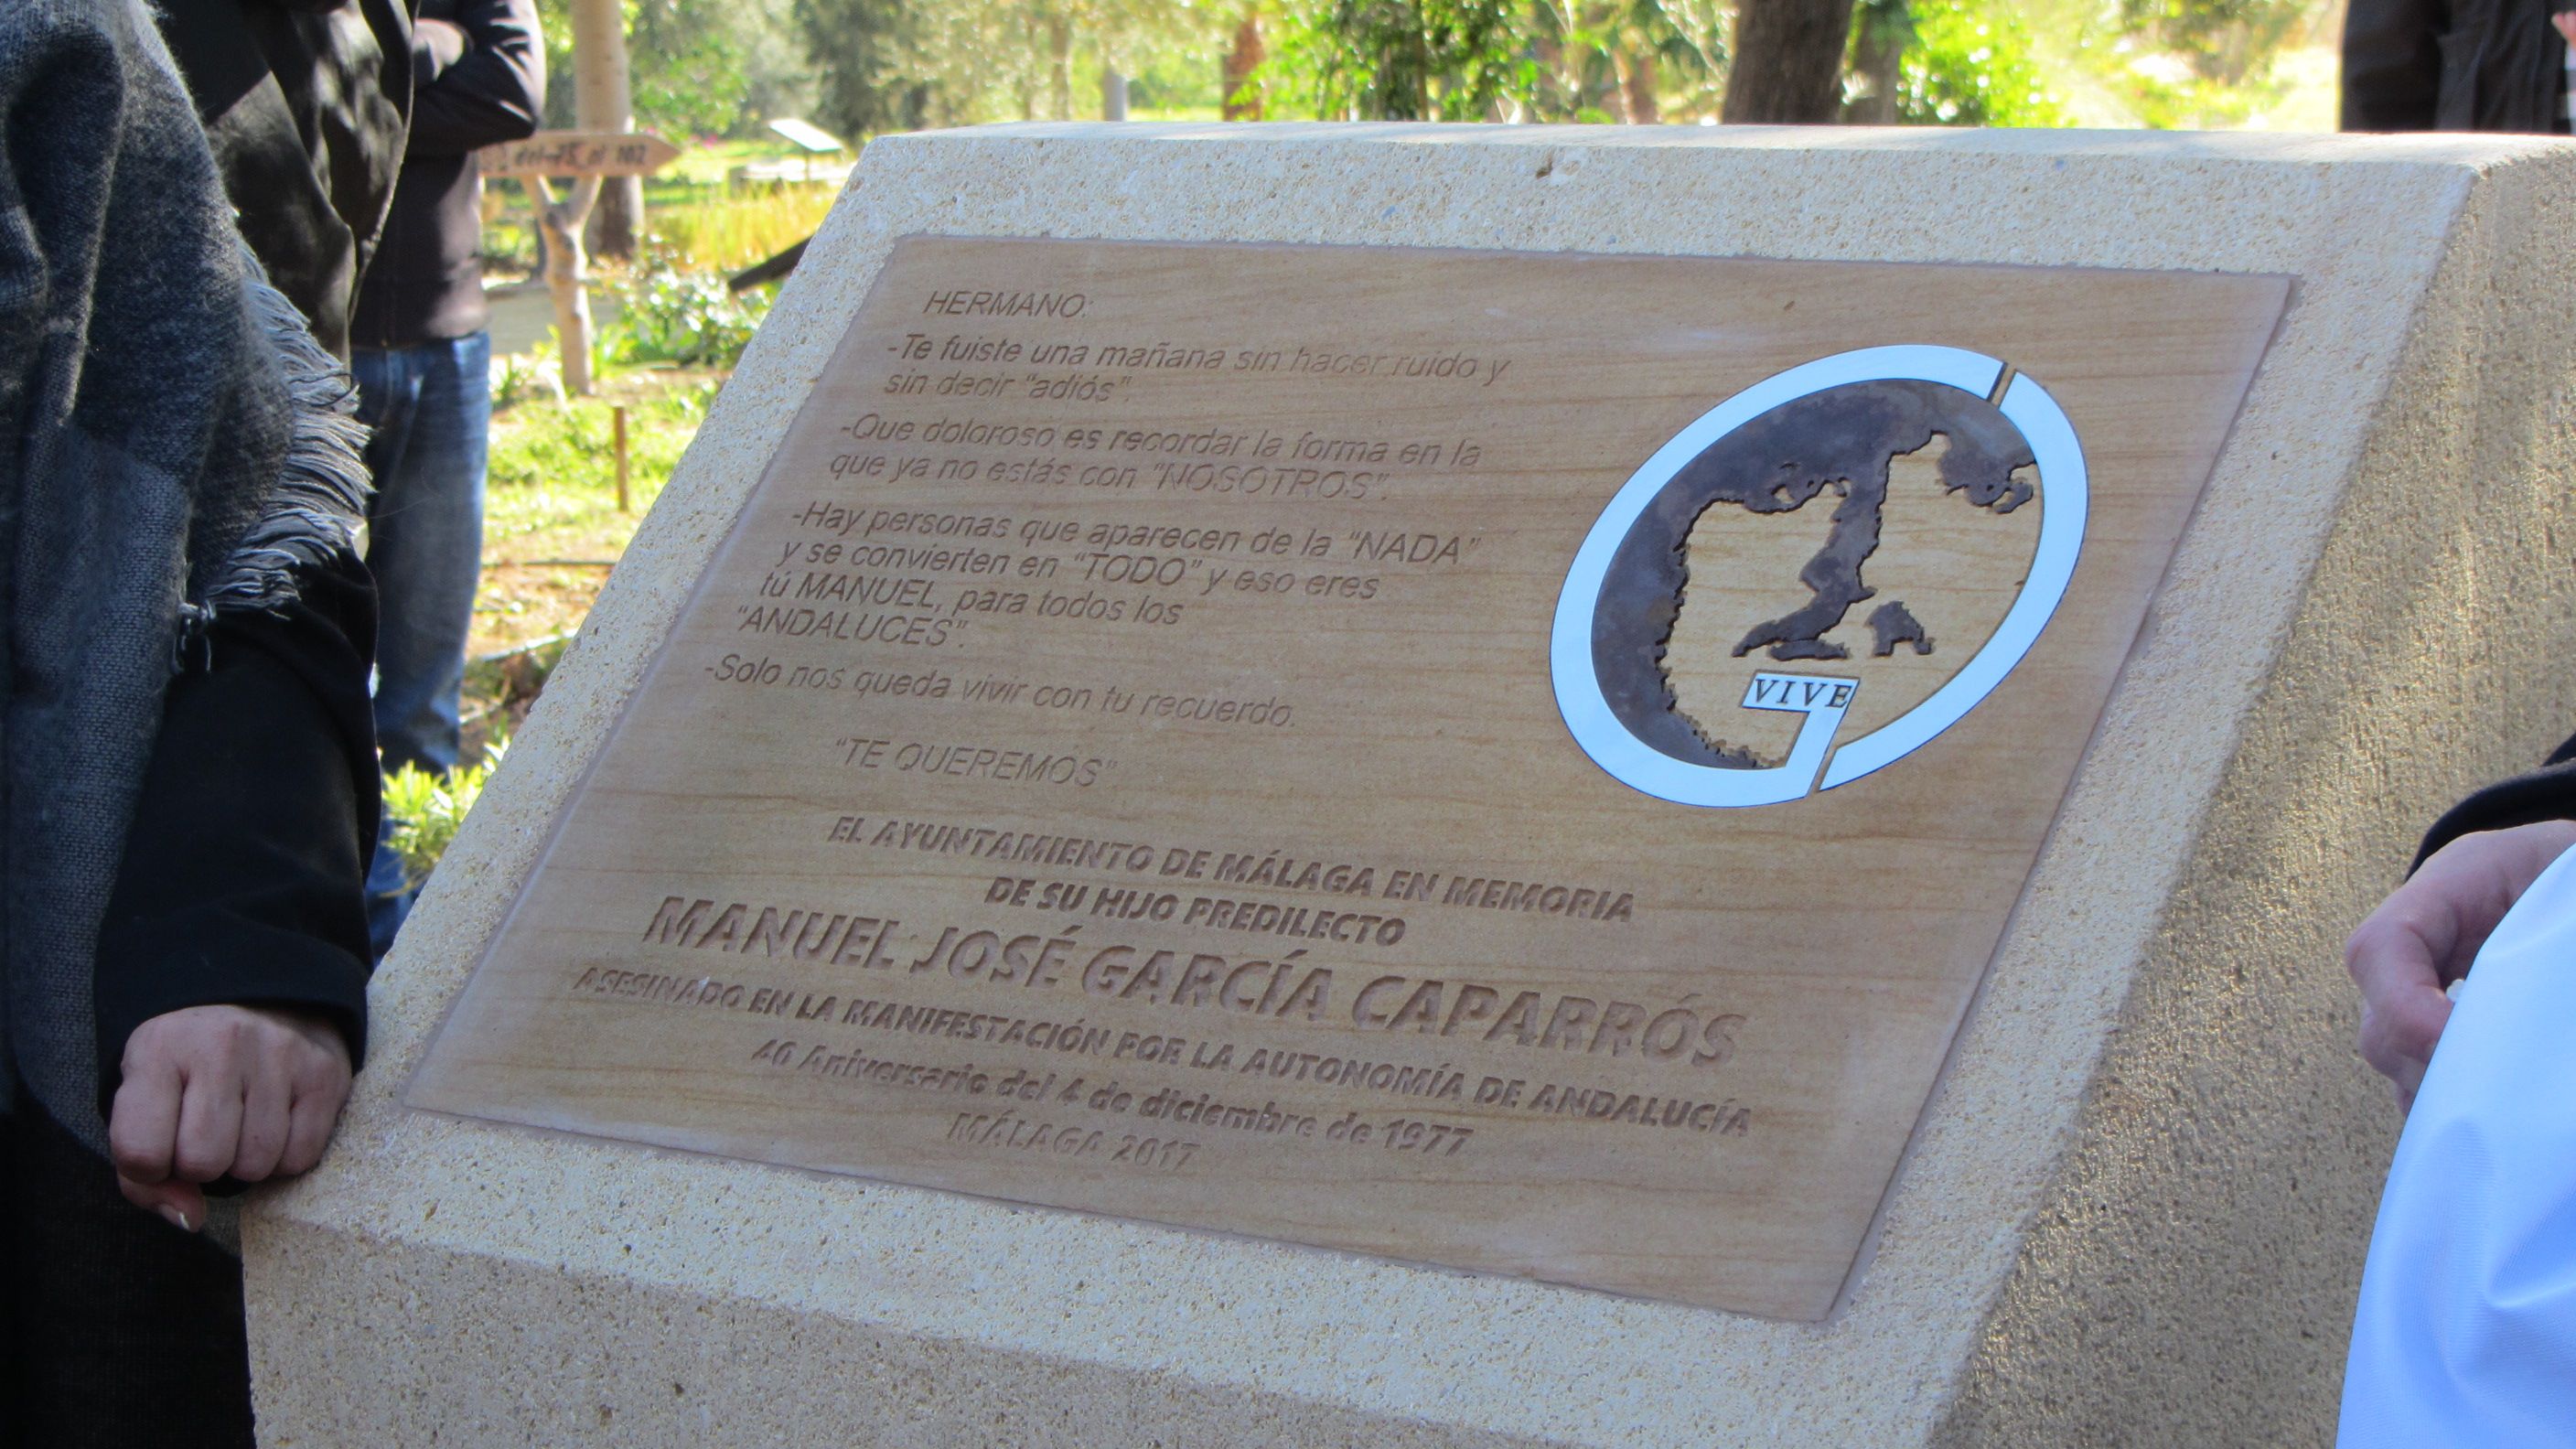 del 75 al 102
HERMANO:
-Te fuiste una mañana sin hacer ruido y
sin decir "adiós".
-Que doloroso es recordar la forma en la
que ya no estás con "NOSOTROS".
-Hay personas que aparecen de la "NADA"
y se convierten en "TODO" y eso eres
tú MANUEL, para todos los
"ANDALUCES".
-Solo nos queda vivir con tu recuerdo.
"TE QUEREMOS"
VIVE
EL AYUNTAMIENTO DE MÁLAGA EN MEMORIA
DE SU HIJO PREDILECTO
MANUEL JOSÉ GARCÍA CAPARRÓS
ASESINADO EN LA MANIFESTACIÓN POR LA AUTONOMÍA DE ANDALUCÍA
40 Aniversario del 4 de diciembre de 1977
MÁLAGA 2017